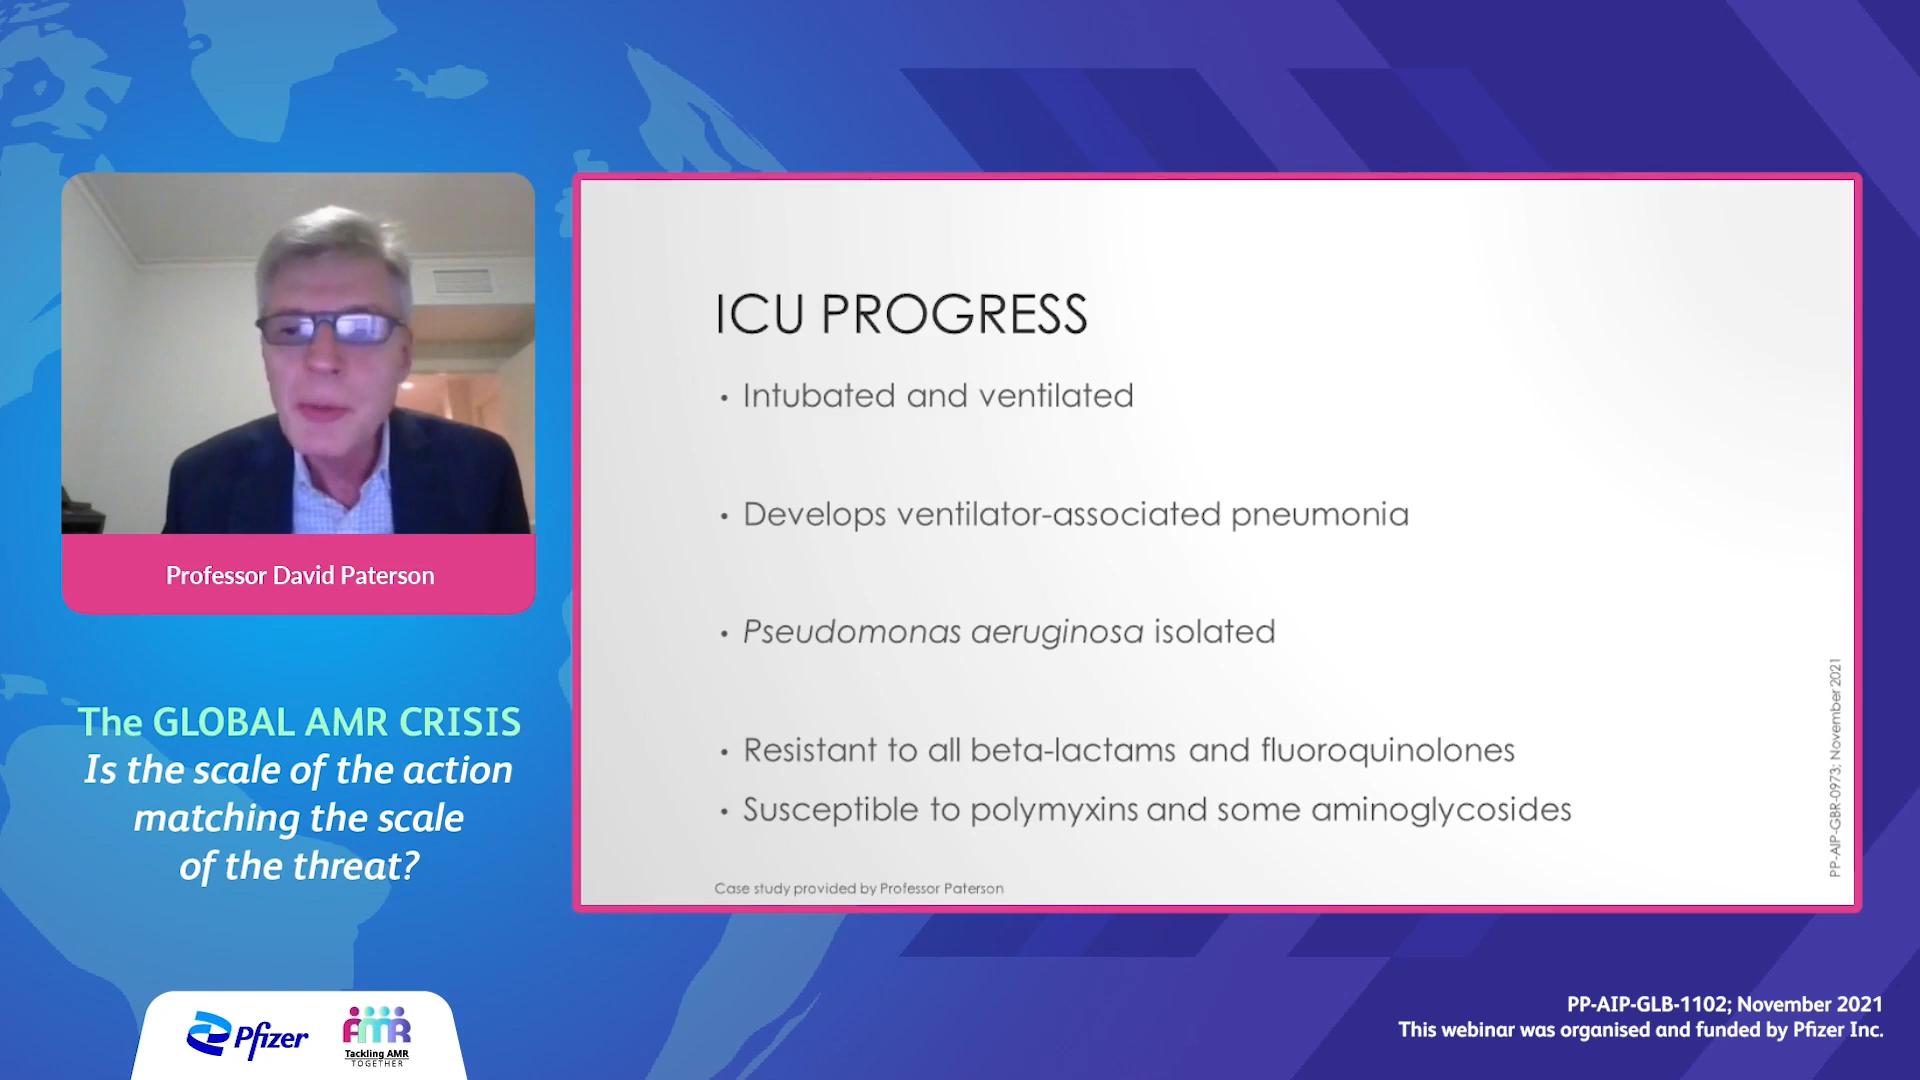 Professor David Paterson
The GLOBAL AMR CRISIS
Is the scale of the action
matching the scale
of the threat?
Pfizer
AMR
Tackling AMR
TOGETHER
ICU PROGRESS
• Intubated and ventilated
• Develops ventilator-associated pneumonia
• Pseudomonas aeruginosa isolated
• Resistant to all beta-lactams and fluoroquinolones
• Susceptible to polymyxins and some aminoglycosides
Case study provided by Professor Paterson
PP-AIP-GBR-0973; November 2021
PP-AIP-GLB-1102; November 2021
This webinar was organised and funded by Pfizer Inc.